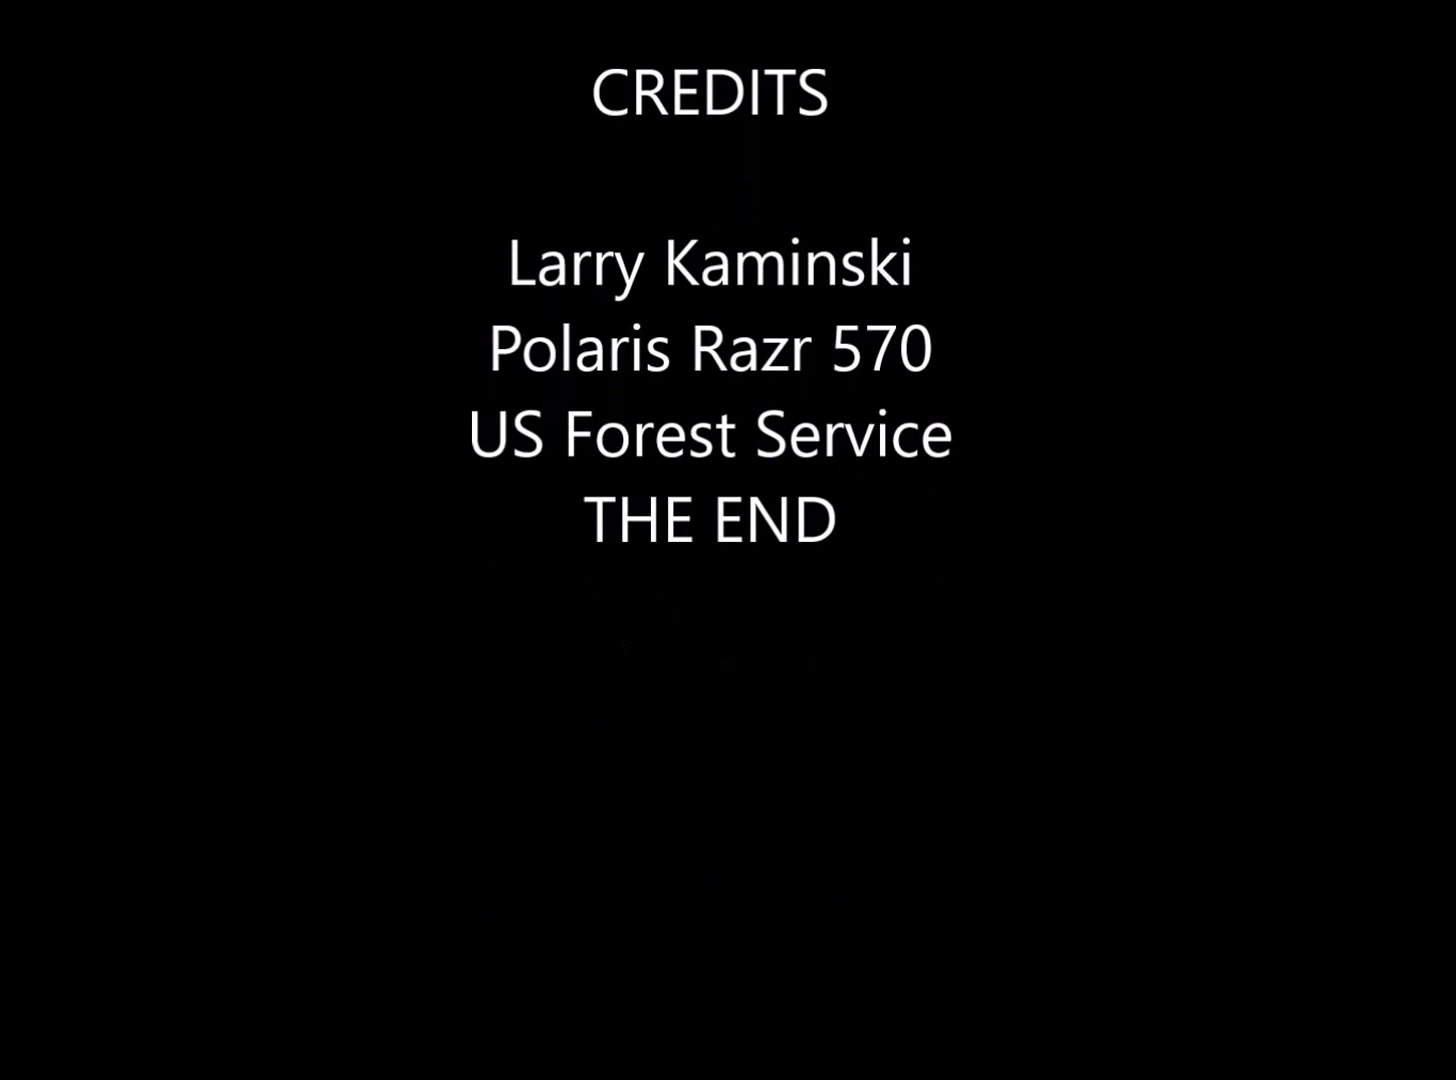 CREDITS
Larry Kaminski
Polaris Razr 570
US Forest Service
THE END